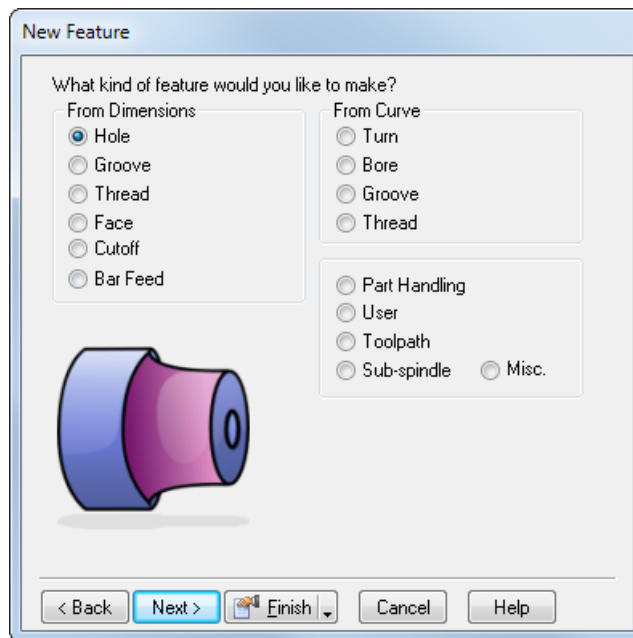 New Feature
What kind of feature would you like to make?
From Dimensions
Hole
Groove
Thread
Face
Cutoff
Bar Feed
From Curve
Turn
Bore
Groove
Thread
Part Handling
User
Toolpath
Sub-spindle Misc.
< Back Next > Finish Cancel Help